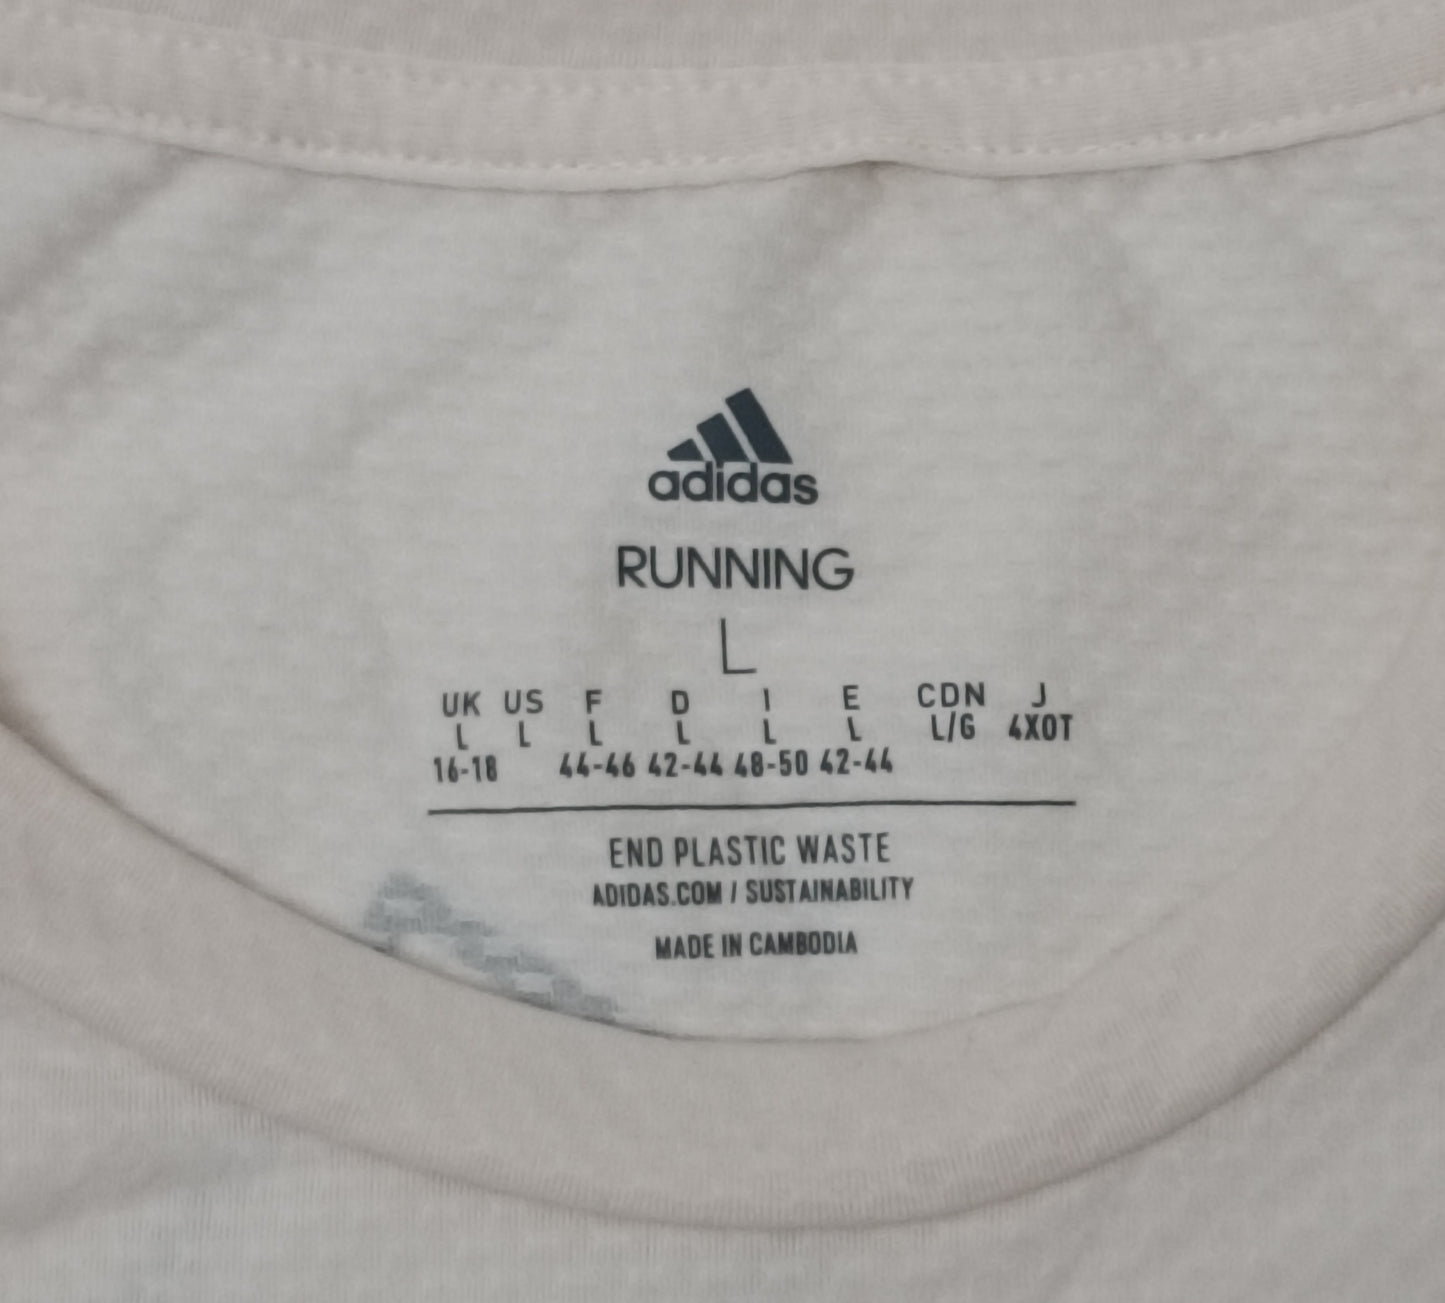 adidas
RUNNING
L
UK US F D I E CDN J
L L L L L L L/G 4XOT
16-18 44-46 42-44 48-50 42-44
END PLASTIC WASTE
ADIDAS.COM / SUSTAINABILITY
MADE IN CAMBODIA